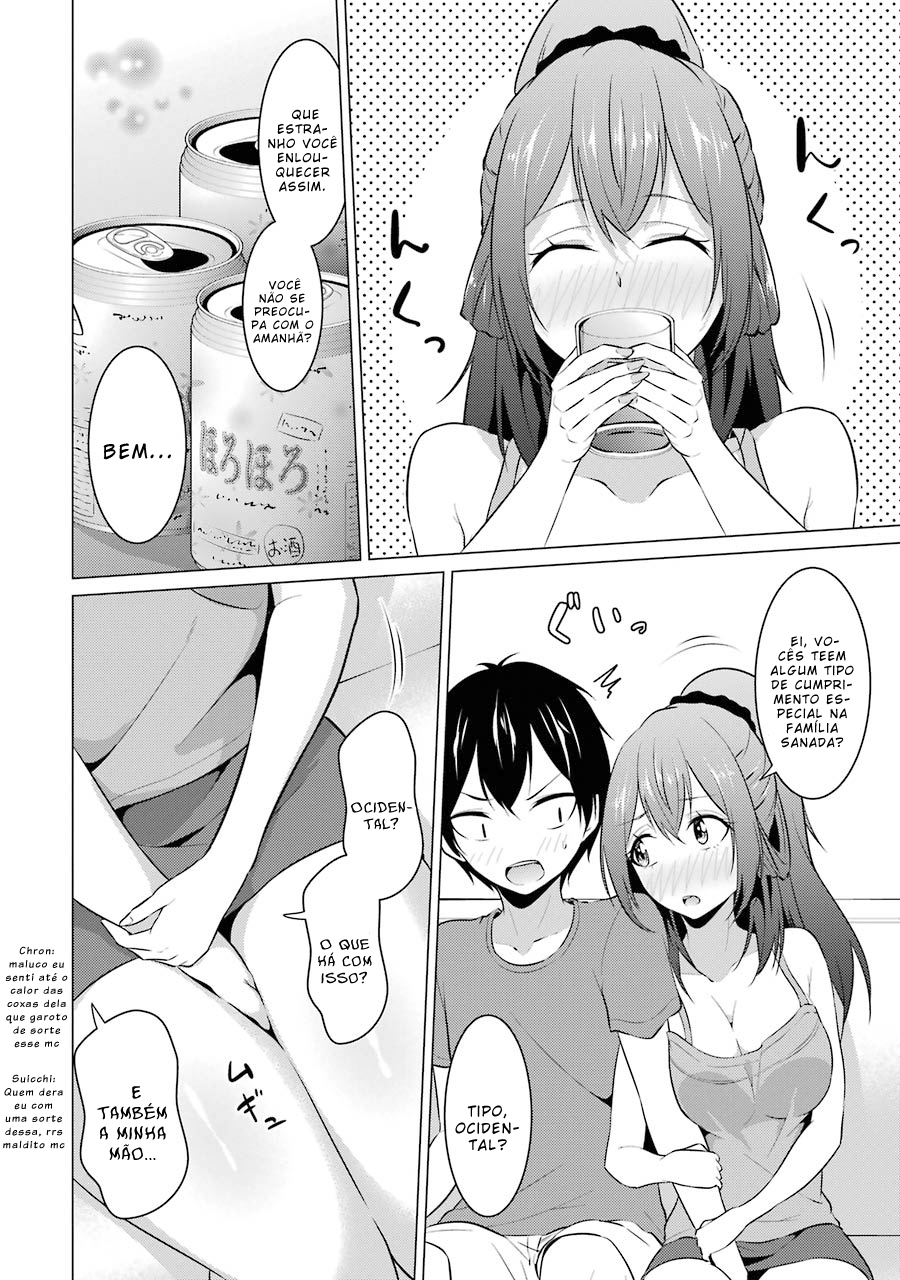 んくっ
んくっ
QUE
ESTRA-
NHO VOCÊ
ENLOU-
QUECER
ASSIM.
VOCÊ
NÃO SE
PREOCU-
PA COM O
AMANHÃ?
BEM...
ほろほろ
お酒
EI, VO-
CÊS TEEM
ALGUM TIPO
DE CUMPRI-
MENTO ES-
PECIAL NA
FAMÍLIA
SANADA?
ぐいっ
TIPO,
OCIDEN-
TAL?
OCIDEN-
TAL?
O QUE
HÁ COM
ISSO?
E
TAMBÉM
A MINHA
MÃO...
ムギュ
Chron:
maluco eu
senti até o
calor das
coxas dela
que garoto
de sorte
esse mc
Suicchi:
Quem dera
eu com
uma sorte
dessa, rrs
maldito mc